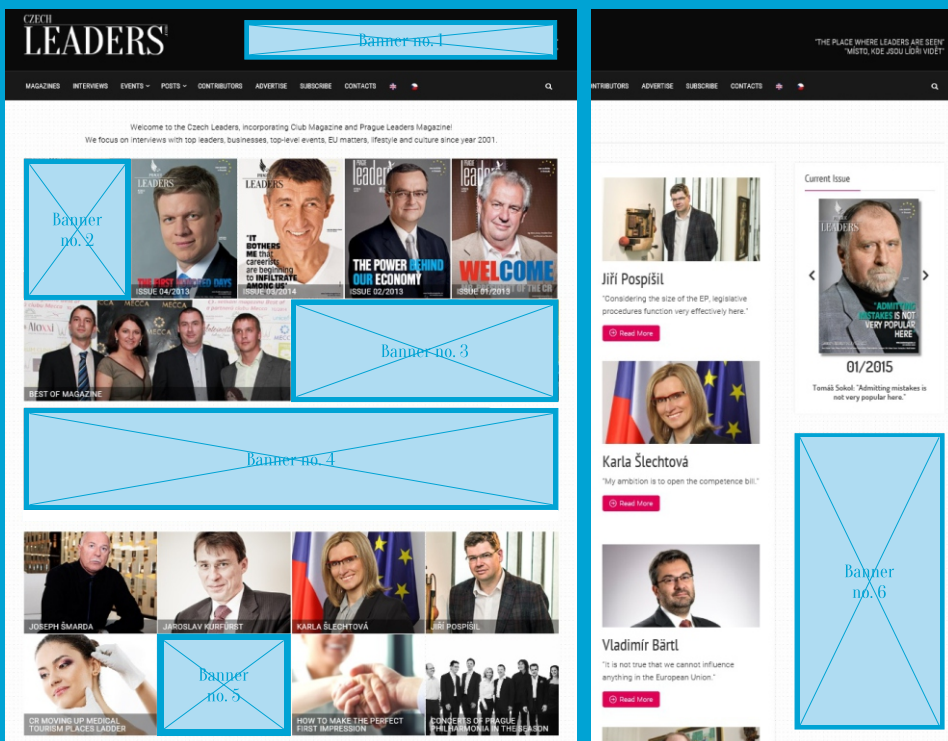 CZECH
LEADERS
Banner no. 1
MAGAZINES INTERVIEWS EVENTS POSTS CONTRIBUTORS ADVERTISE SUBSCRIBE CONTACTS
Welcome to the Czech Leaders, incorporating Club Magazine and Prague Leaders Magazine!
We focus on interviews with top leaders, businesses, top-level events, EU matters, lifestyle and culture since year 2001.
Banner
no. 2
LEADERS
ISSUE 04/2013
LEADERS
"IT
BOTHERS
ME that
careerists
are beginning
to INFILTRATE
AMONG US"
ISSUE 03/2014
leader
THE POWER BEHIND
OUR ECONOMY
ISSUE 02/2013
lead
WELCOME
ISSUE 01/2013
MECCA
BEST OF MAGAZINE
Banner no. 3
Banner no. 4
JOSEPH ŠMARDA
JAROSLAV KURFÜRST
KARLA ŠLECHTOVÁ
JIŘÍ POSPÍŠIL
CR MOVING UP MEDICAL
TOURISM PLACES LADDER
Banner
no. 5
HOW TO MAKE THE PERFECT
FIRST IMPRESSION
CONCERTS OF PRAGUE
PHILHARMONIA IN THE SEASON
"THE PLACE WHERE LEADERS ARE SEEN"
"MÍSTO, KDE JSOU LÍDŘI VIDĚT"
NTRIBUTORS ADVERTISE SUBSCRIBE CONTACTS
Jiří Pospíšil
"Considering the size of the EP, legislative
procedures function very effectively here."
Read More
Karla Šlechtová
"My ambition is to open the competence bill."
Read More
Vladimír Bärtl
"It is not true that we cannot influence
anything in the European Union."
Read More
Current Issue
LEADERS
"ADMITTING
MISTAKES IS NOT
VERY POPULAR
HERE
01/2015
Tomáš Sokol: "Admitting mistakes is
not very popular here."
Banner
no. 6